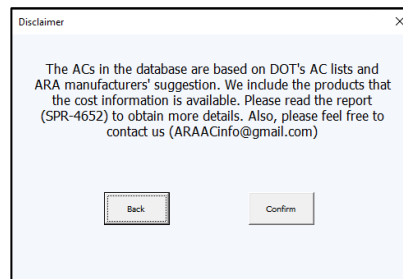 Disclaimer
The ACs in the database are based on DOT's AC lists and
ARA manufacturers' suggestion. We include the products that
the cost information is available. Please read the report
(SPR-4652) to obtain more details. Also, please feel free to
contact us (ARAACinfo@gmail.com)
Back Confirm